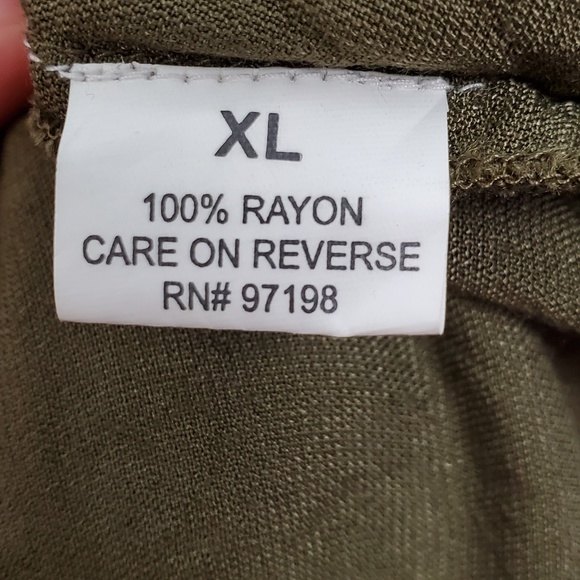 XL
100% RAYON
CARE ON REVERSE
RN# 97198